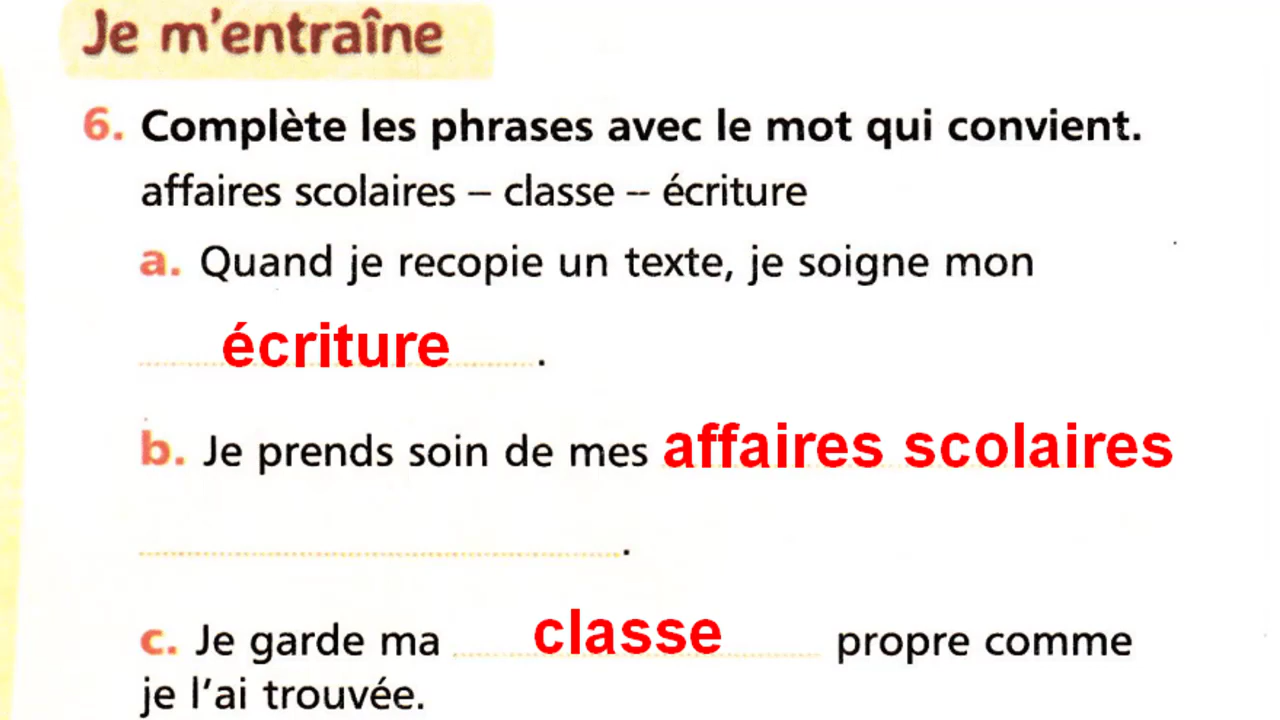 Je m'entraîne
6. Complète les phrases avec le mot qui convient.
affaires scolaires – classe -- écriture
a. Quand je recopie un texte, je soigne mon
écriture.
b. Je prends soin de mes affaires scolaires
.
c. Je garde ma classe propre comme
je l'ai trouvée.